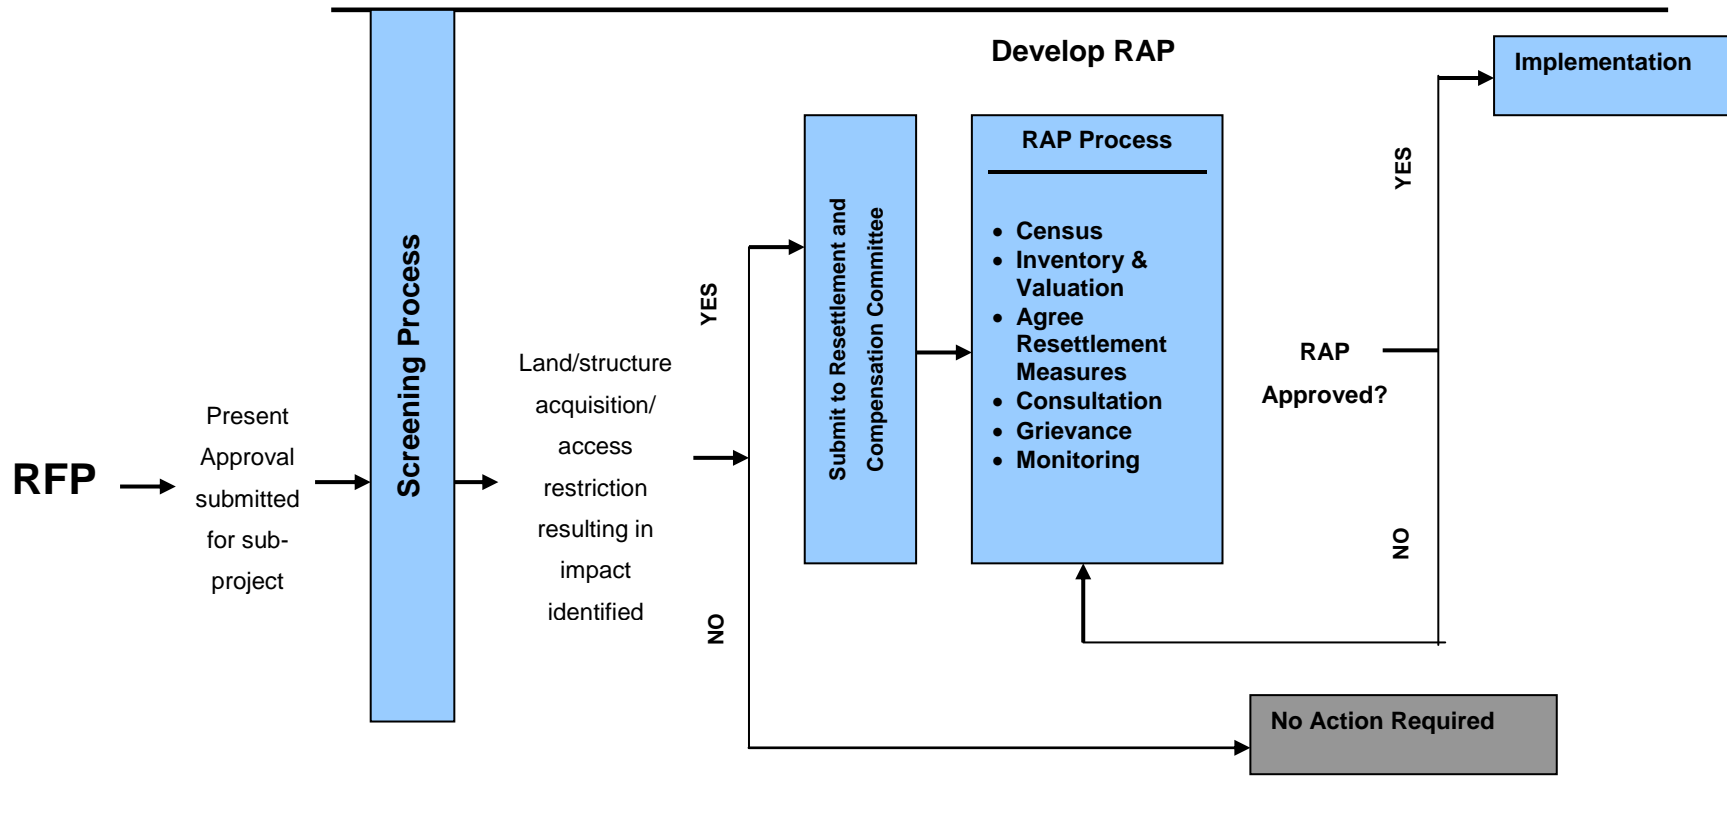 RFP
Present
Approval
submitted
for sub-
project
Screening Process
Land/structure
acquisition/
access
restriction
resulting in
impact
identified
YES
NO
Develop RAP
Submit to Resettlement and
Compensation Committee
RAP Process
• Census
• Inventory &
Valuation
• Agree
Resettlement
Measures
• Consultation
• Grievance
• Monitoring
RAP
Approved?
YES
NO
Implementation
No Action Required